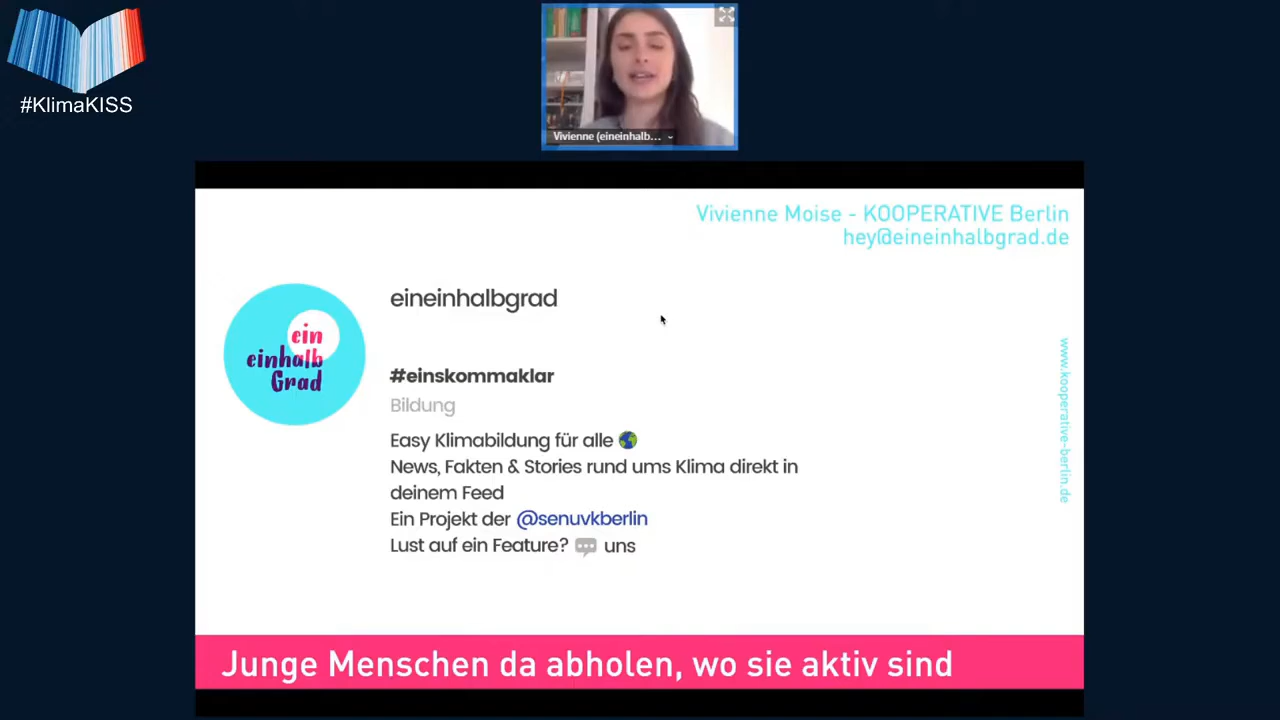 #KlimaKISS
Vivienne (eineinhalb...
Vivienne Moise - KOOPERATIVE Berlin
hey@eineinhalbgrad.de
ein
einhalb
Grad
eineinhalbgrad
#einskommaklar
Bildung
Easy Klimabildung für alle 🌍
News, Fakten & Stories rund ums Klima direkt in
deinem Feed
Ein Projekt der @senuvkberlin
Lust auf ein Feature? 💬 uns
www.kooperative-berlin.de
Junge Menschen da abholen, wo sie aktiv sind